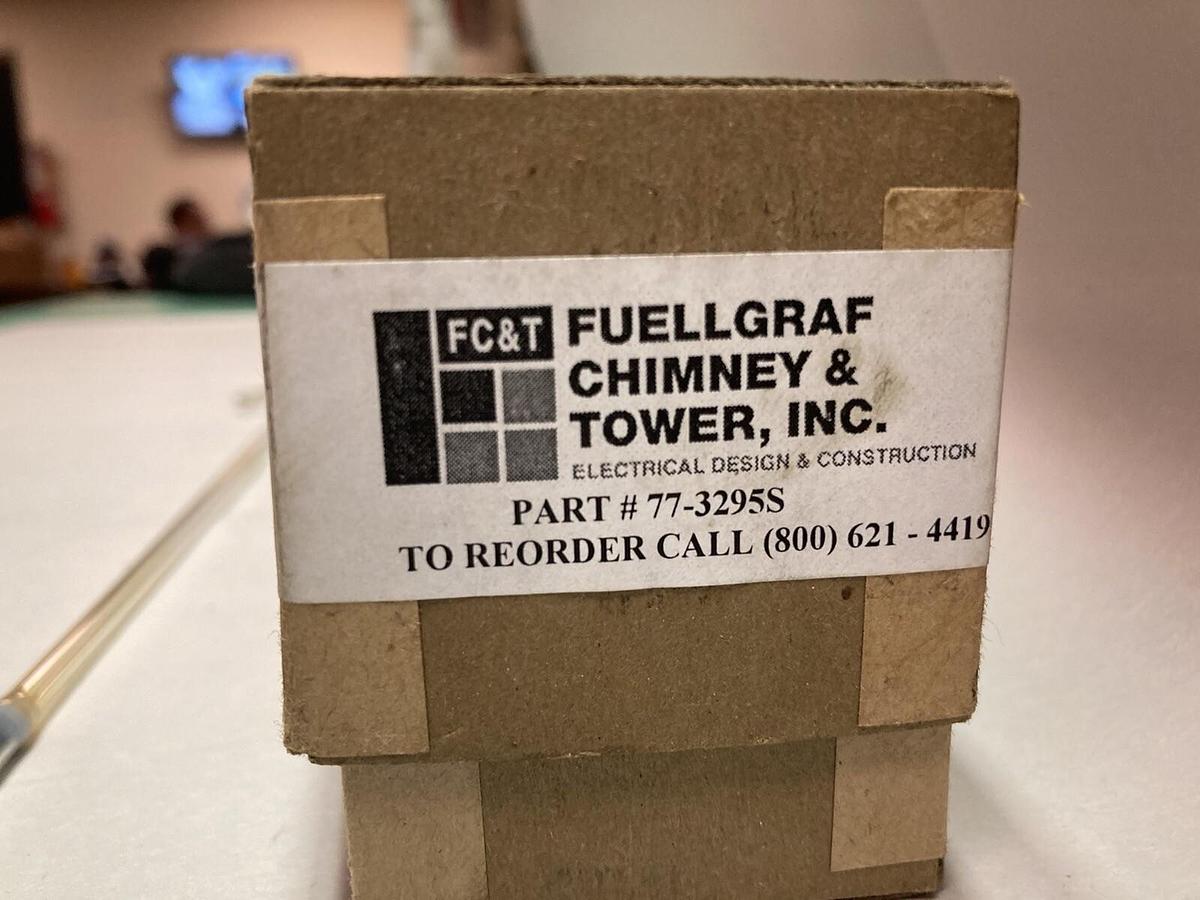 FC&T
FUELLGRAF
CHIMNEY &
TOWER, INC.
ELECTRICAL DESIGN & CONSTRUCTION
PART # 77-3295S
TO REORDER CALL (800) 621 - 4419